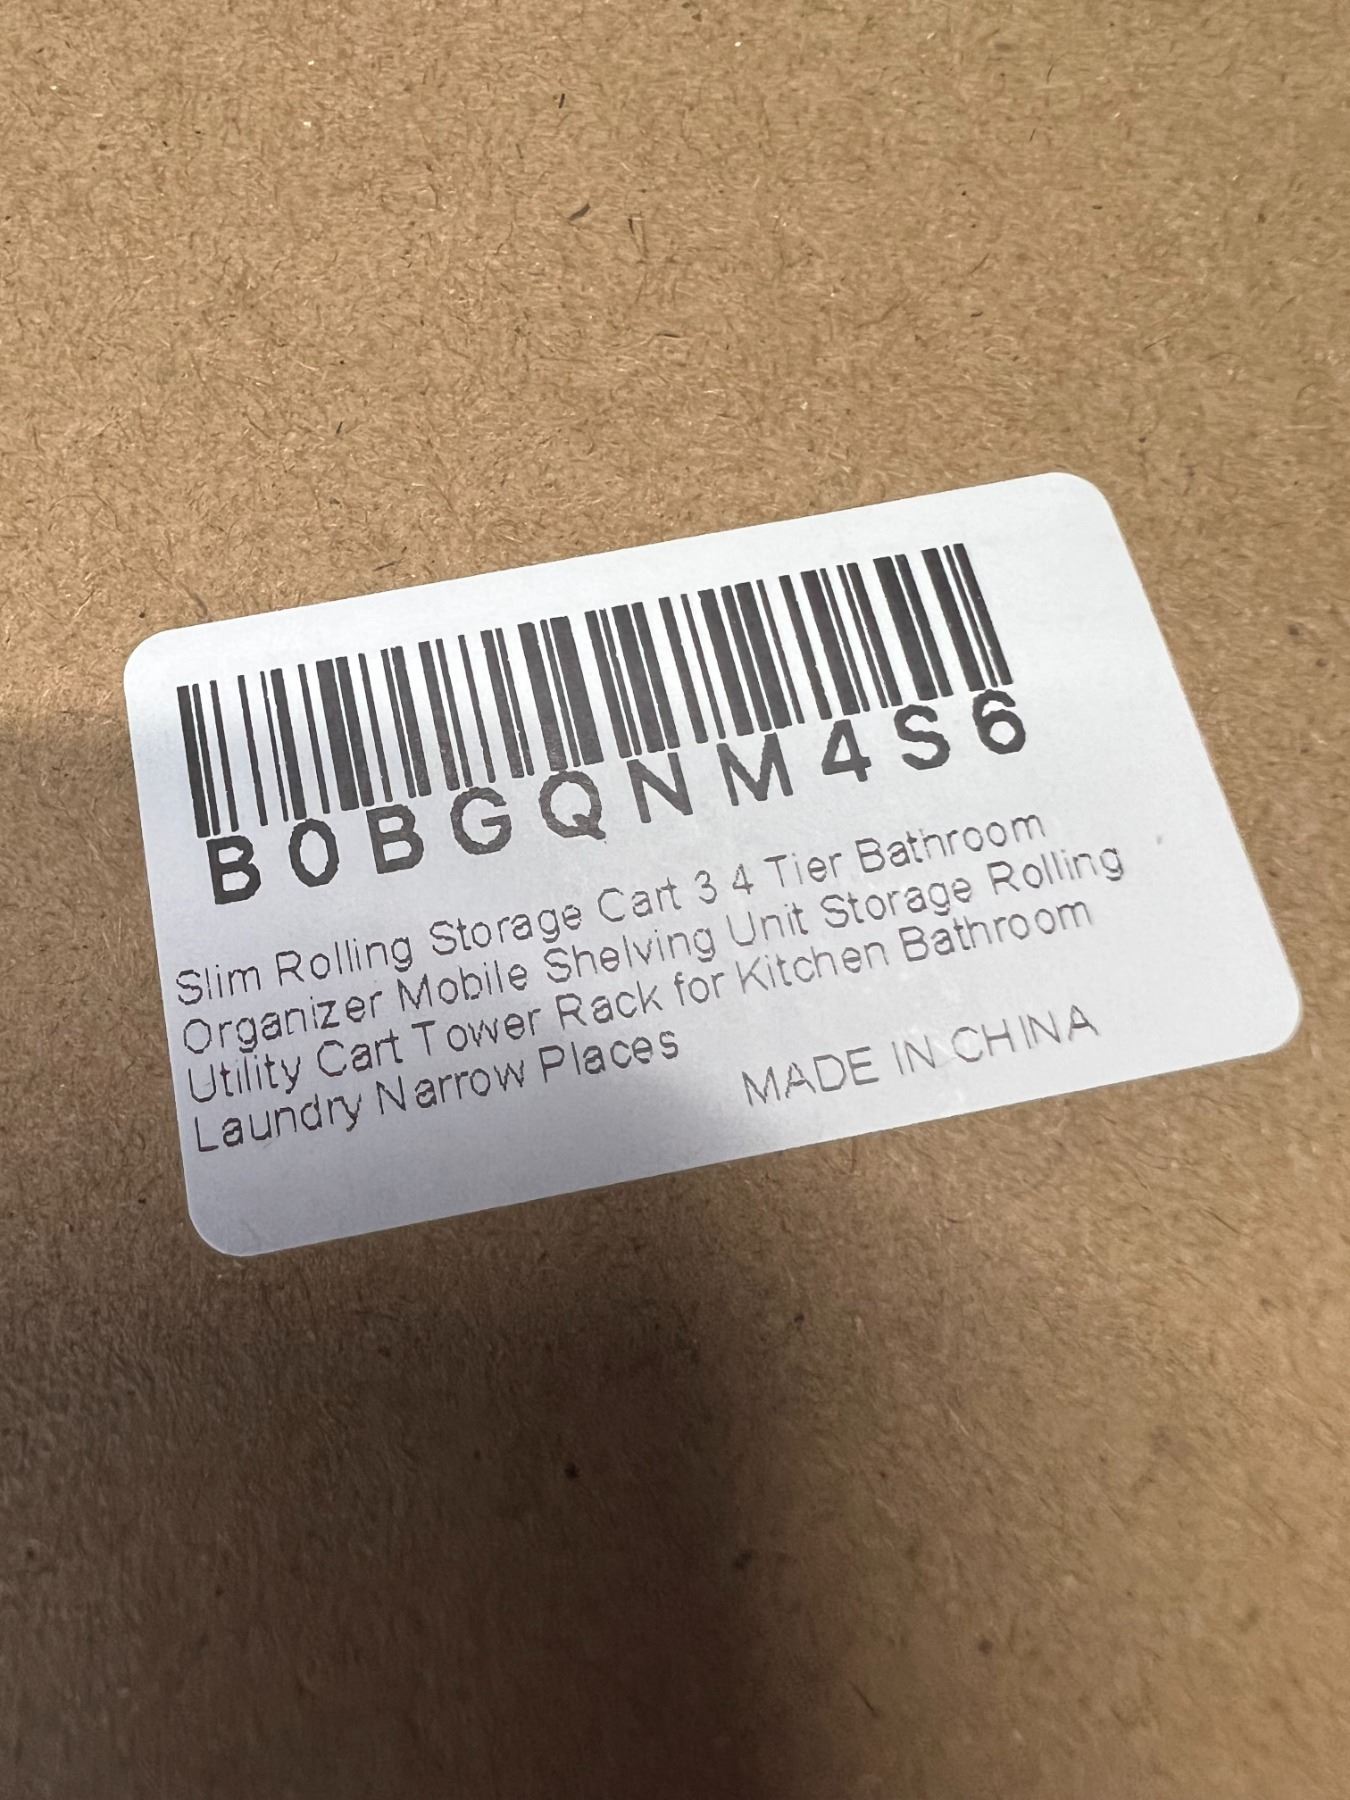 B0BGQNM4S6
Slim Rolling Storage Cart 3 4 Tier Bathroom
Organizer Mobile Shelving Unit Storage Rolling
Utility Cart Tower Rack for Kitchen Bathroom
Laundry Narrow Places
MADE IN CHINA